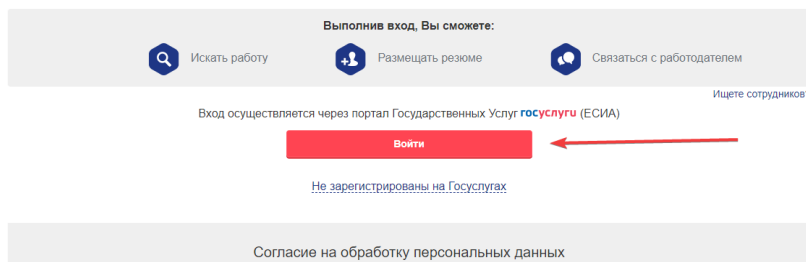 Выполнив вход, Вы сможете:
Искать работу Размещать резюме Связаться с работодателем
Ищете сотрудников
Вход осуществляется через портал Государственных Услуг госуслуги (ЕСИА)
Войти
Не зарегистрированы на Госуслугах
Согласие на обработку персональных данных